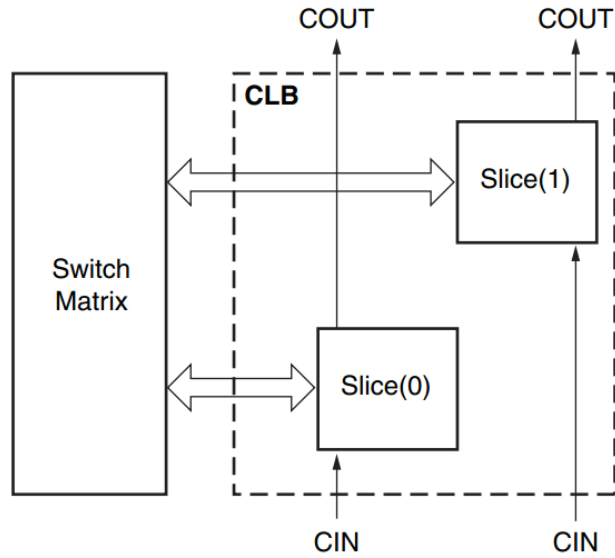 COUT
COUT
CLB
Slice(1)
Switch
Matrix
Slice(0)
CIN
CIN